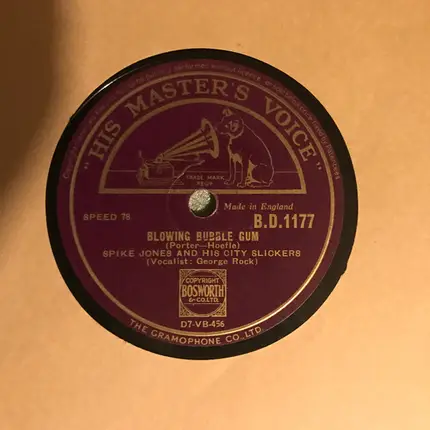 "HIS MASTER'S VOICE"
TRADE MARK
Made in England
SPEED 78
B.D.1177
BLOWING BUBBLE GUM
(Porter—Hoefle)
SPIKE JONES AND HIS CITY SLICKERS
(Vocalist: George Rock)
COPYRIGHT
BOSWORTH
& CO. LTD.
D7-VB-456
THE GRAMOPHONE CO. LTD.